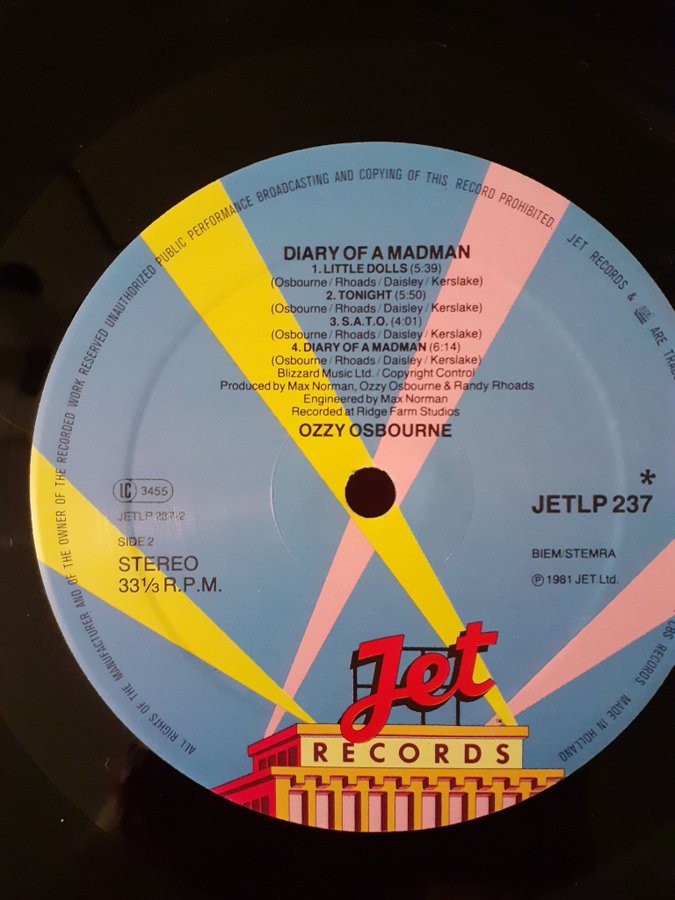 ALL RIGHTS OF THE MANUFACTURER AND OF THE OWNER OF THE RECORDED WORK RESERVED UNAUTHORIZED PUBLIC PERFORMANCE BROADCASTING AND COPYING OF THIS RECORD PROHIBITED.
JET RECORDS & ARE
CBS RECORDS. MADE IN HOLLAND
DIARY OF A MADMAN
1. LITTLE DOLLS (5:39)
(Osbourne / Rhoads / Daisley / Kerslake)
2. TONIGHT (5:50)
(Osbourne / Rhoads / Daisley / Kerslake)
3. S.A.T.O. (4:01)
(Osbourne / Rhoads / Daisley / Kerslake)
4. DIARY OF A MADMAN (6:14)
(Osbourne / Rhoads / Daisley / Kerslake)
Blizzard Music Ltd. / Copyright Control
Produced by Max Norman, Ozzy Osbourne & Randy Rhoads
Engineered by Max Norman
Recorded at Ridge Farm Studios
OZZY OSBOURNE
LC 3455
JETLP 237-2
SIDE 2
STEREO
33⅓ R.P.M.
*
JETLP 237
BIEM/STEMRA
℗ 1981 JET Ltd.
Jet
RECORDS